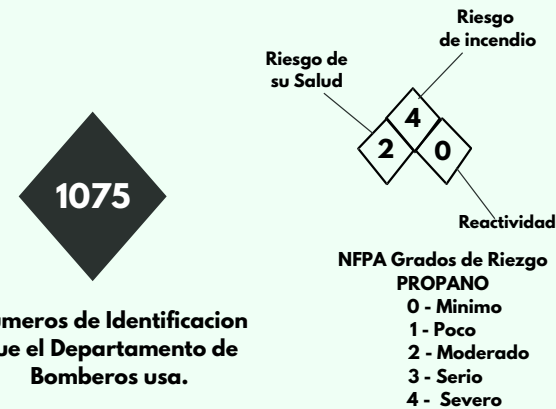 Riesgo
de incendio
Riesgo de
su Salud
4
2
0
1075
Reactividad
NFPA Grados de Riezgo
PROPANO
0 - Minimo
1 - Poco
2 - Moderado
3 - Serio
4 - Severo
meros de Identificacion
ue el Departamento de
Bomberos usa.